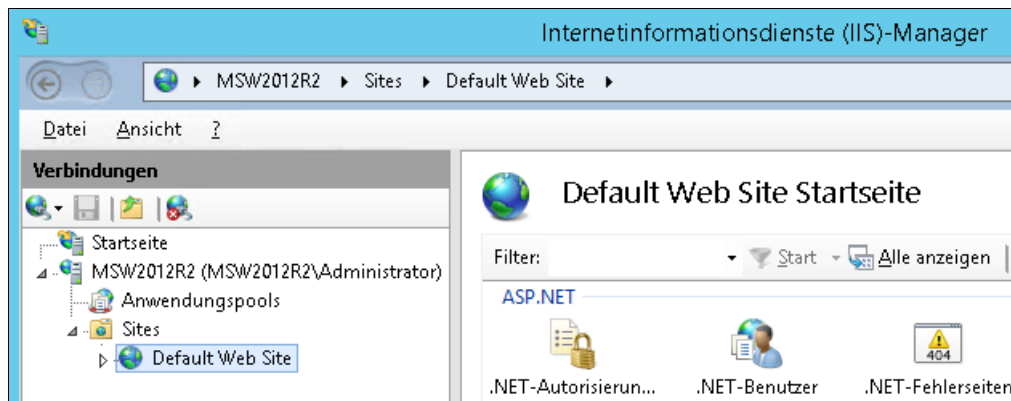 Internetinformationsdienste (IIS)-Manager
MSW2012R2 Sites Default Web Site
Datei Ansicht ?
Verbindungen
Startseite
MSW2012R2 (MSW2012R2\Administrator)
Anwendungspools
Sites
Default Web Site
Default Web Site Startseite
Filter: Start Alle anzeigen
ASP.NET
404
.NET-Autorisierun... .NET-Benutzer .NET-Fehlerseiten